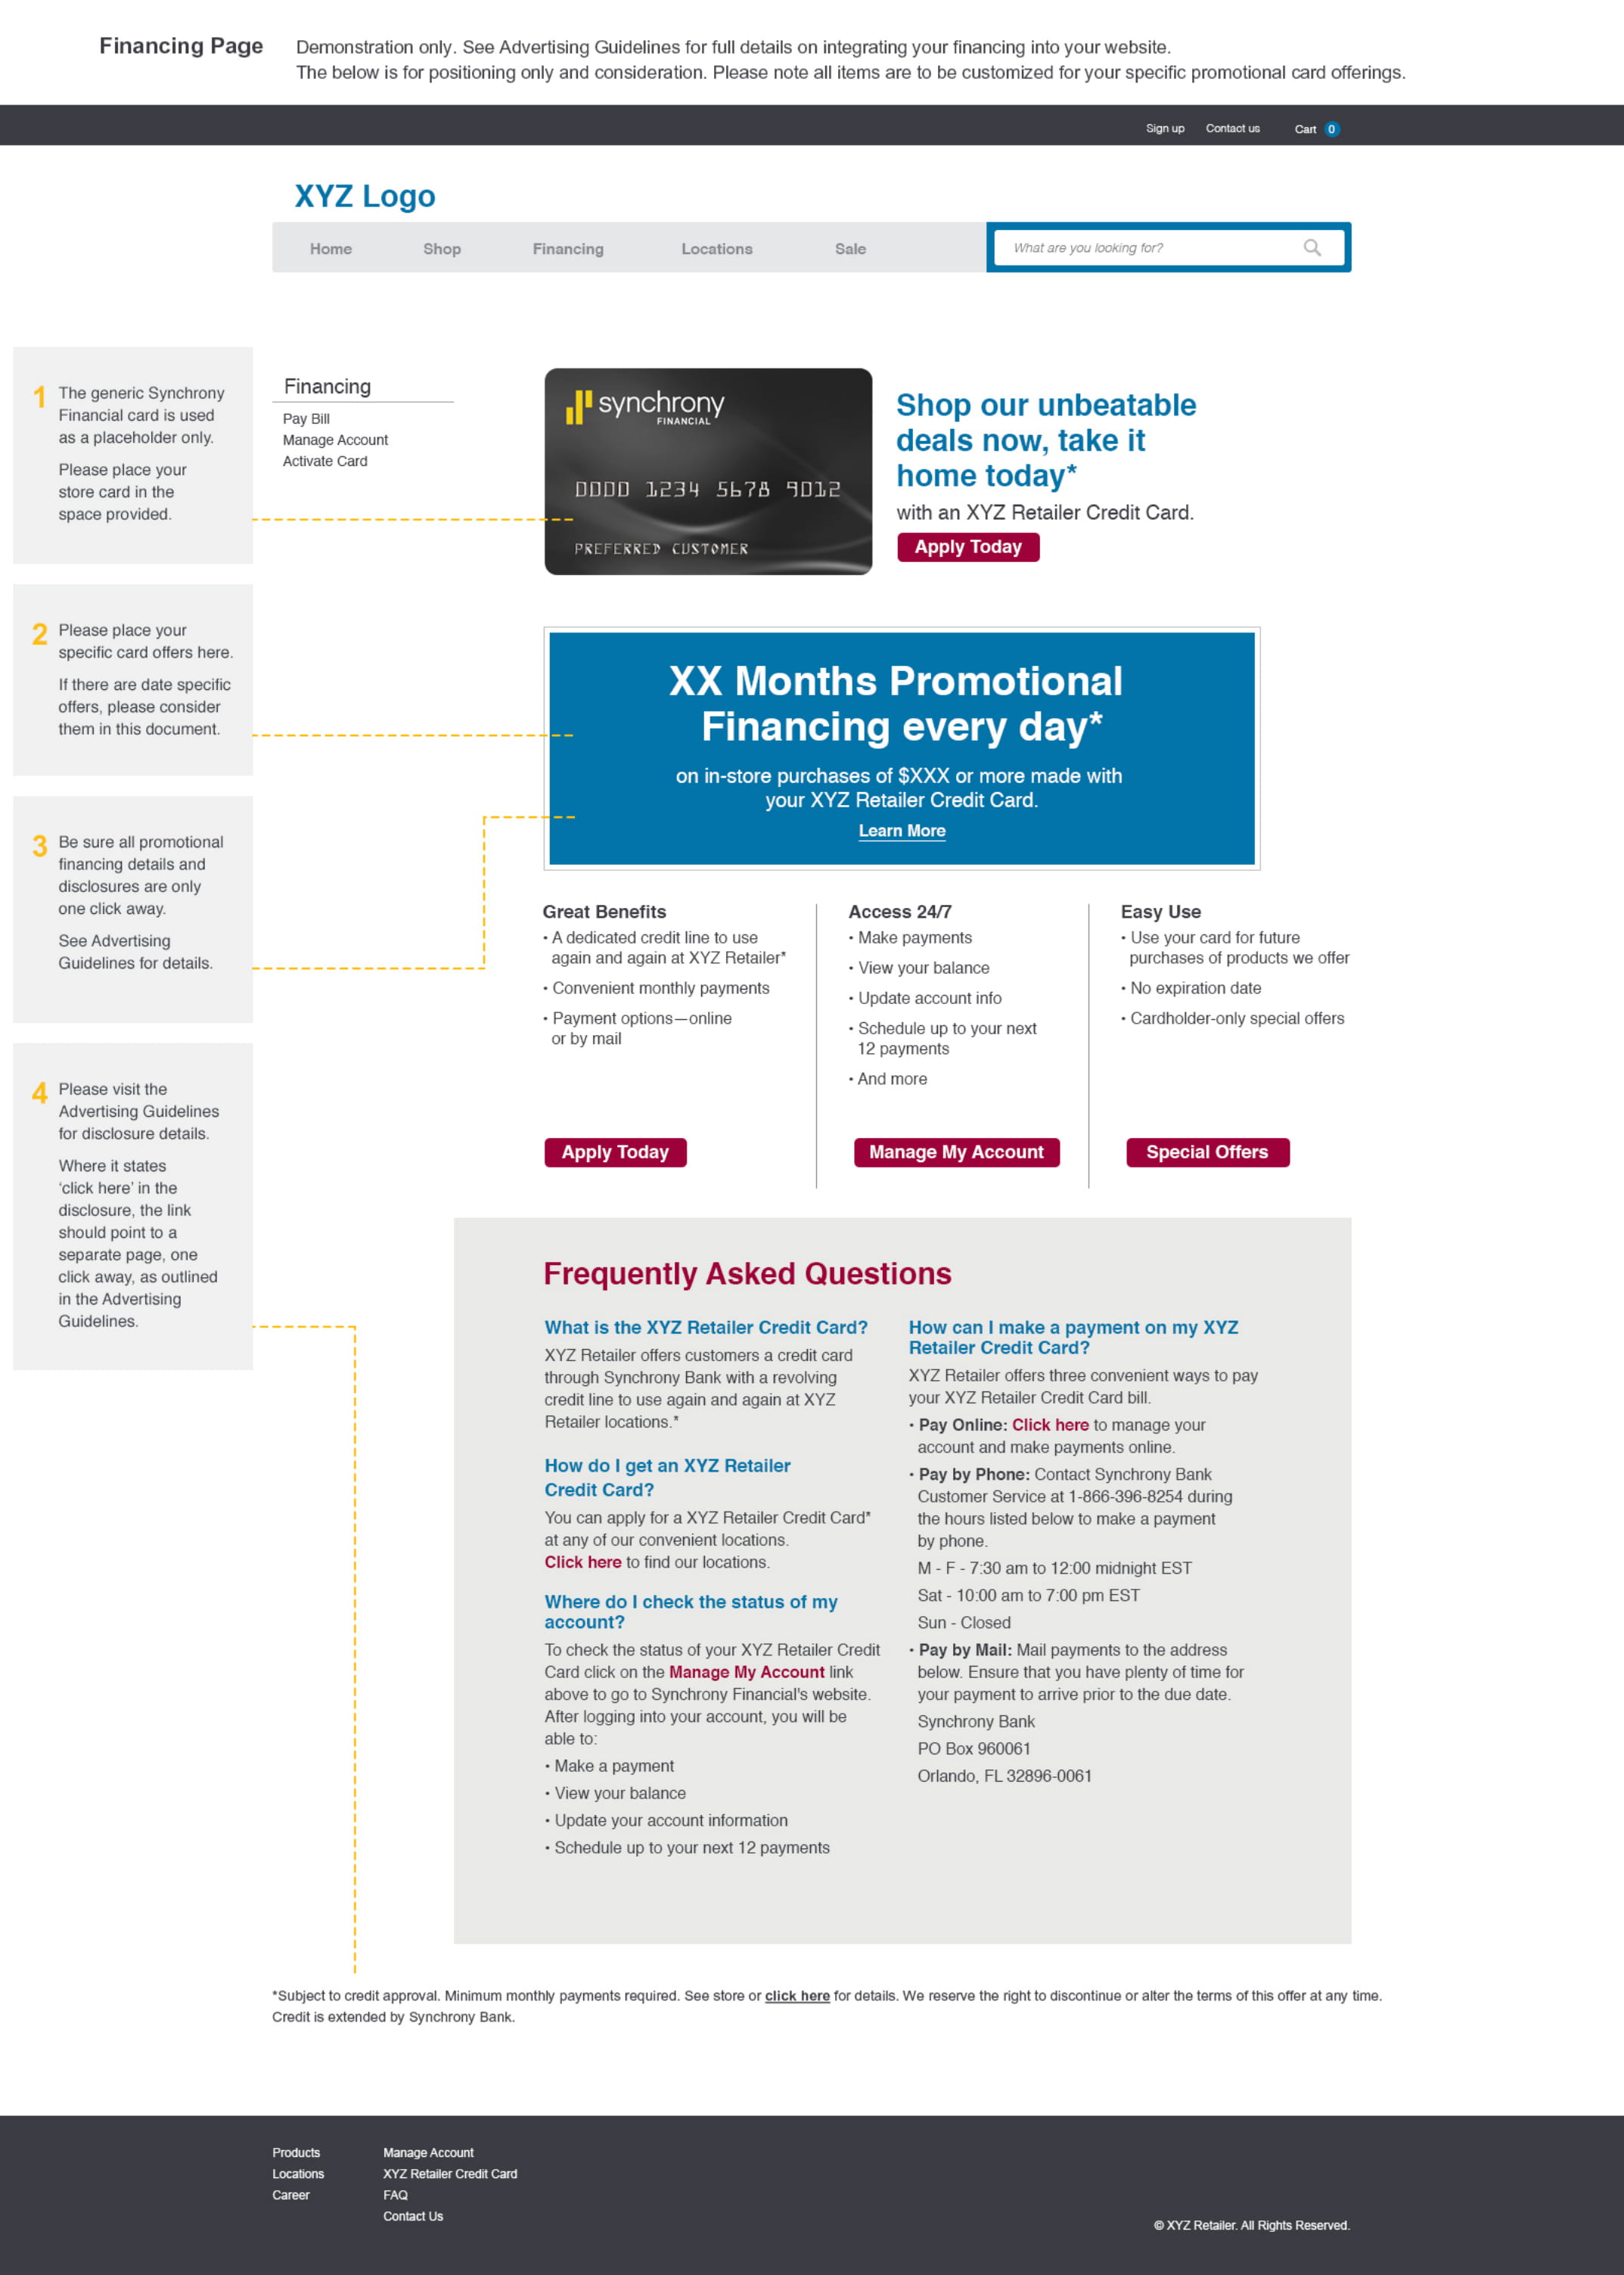 Financing Page
Demonstration only. See Advertising Guidelines for full details on integrating your financing into your website.
The below is for positioning only and consideration. Please note all items are to be customized for your specific promotional card offerings.
Sign up Contact us Cart 0
XYZ Logo
Home Shop Financing Locations Sale
What are you looking for?
1 The generic Synchrony
Financial card is used
as a placeholder only.
Please place your
store card in the
space provided.
Financing
Pay Bill
Manage Account
Activate Card
synchrony
FINANCIAL
0000 1234 5678 9012
PREFERRED CUSTOMER
Shop our unbeatable
deals now, take it
home today*
with an XYZ Retailer Credit Card.
Apply Today
2 Please place your
specific card offers here.
If there are date specific
offers, please consider
them in this document.
XX Months Promotional
Financing every day*
on in-store purchases of $XXX or more made with
your XYZ Retailer Credit Card.
Learn More
3 Be sure all promotional
financing details and
disclosures are only
one click away.
See Advertising
Guidelines for details.
Great Benefits
• A dedicated credit line to use
again and again at XYZ Retailer*
• Convenient monthly payments
• Payment options—online
or by mail
Apply Today
Access 24/7
• Make payments
• View your balance
• Update account info
• Schedule up to your next
12 payments
• And more
Manage My Account
Easy Use
• Use your card for future
purchases of products we offer
• No expiration date
• Cardholder-only special offers
Special Offers
4 Please visit the
Advertising Guidelines
for disclosure details.
Where it states
‘click here’ in the
disclosure, the link
should point to a
separate page, one
click away, as outlined
in the Advertising
Guidelines.
Frequently Asked Questions
What is the XYZ Retailer Credit Card?
XYZ Retailer offers customers a credit card
through Synchrony Bank with a revolving
credit line to use again and again at XYZ
Retailer locations.*
How do I get an XYZ Retailer
Credit Card?
You can apply for a XYZ Retailer Credit Card*
at any of our convenient locations.
Click here to find our locations.
Where do I check the status of my
account?
To check the status of your XYZ Retailer Credit
Card click on the Manage My Account link
above to go to Synchrony Financial's website.
After logging into your account, you will be
able to:
• Make a payment
• View your balance
• Update your account information
• Schedule up to your next 12 payments
How can I make a payment on my XYZ
Retailer Credit Card?
XYZ Retailer offers three convenient ways to pay
your XYZ Retailer Credit Card bill.
• Pay Online: Click here to manage your
account and make payments online.
• Pay by Phone: Contact Synchrony Bank
Customer Service at 1-866-396-8254 during
the hours listed below to make a payment
by phone.
M - F - 7:30 am to 12:00 midnight EST
Sat - 10:00 am to 7:00 pm EST
Sun - Closed
• Pay by Mail: Mail payments to the address
below. Ensure that you have plenty of time for
your payment to arrive prior to the due date.
Synchrony Bank
PO Box 960061
Orlando, FL 32896-0061
*Subject to credit approval. Minimum monthly payments required. See store or click here for details. We reserve the right to discontinue or alter the terms of this offer at any time.
Credit is extended by Synchrony Bank.
Products
Locations
Career
Manage Account
XYZ Retailer Credit Card
FAQ
Contact Us
© XYZ Retailer. All Rights Reserved.